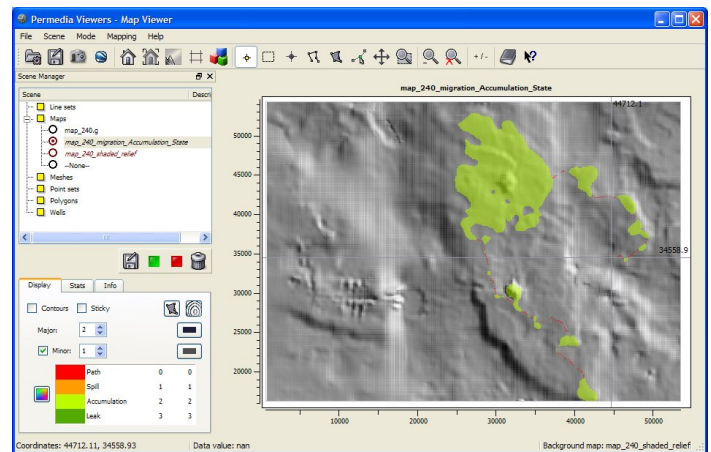 Permedia Viewers - Map Viewer
File Scene Mode Mapping Help
+/-
Scene Manager
Scene Descri
Line sets
Maps
map_240.g
map_240_migration_Accumulation_State
map_240_shaded_relief
--None--
Meshes
Point sets
Polygons
Wells
Display Stats Info
Contours Sticky
Major: 2
Minor: 1
Path 0 0
Spill 1 1
Accumulation 2 2
Leak 3 3
map_240_migration_Accumulation_State
44712.1
34558.9
50000
45000
40000
35000
30000
25000
20000
10000 20000 30000 40000 50000
Coordinates: 44712.11, 34558.93 Data value: nan Background map: map_240_shaded_relief